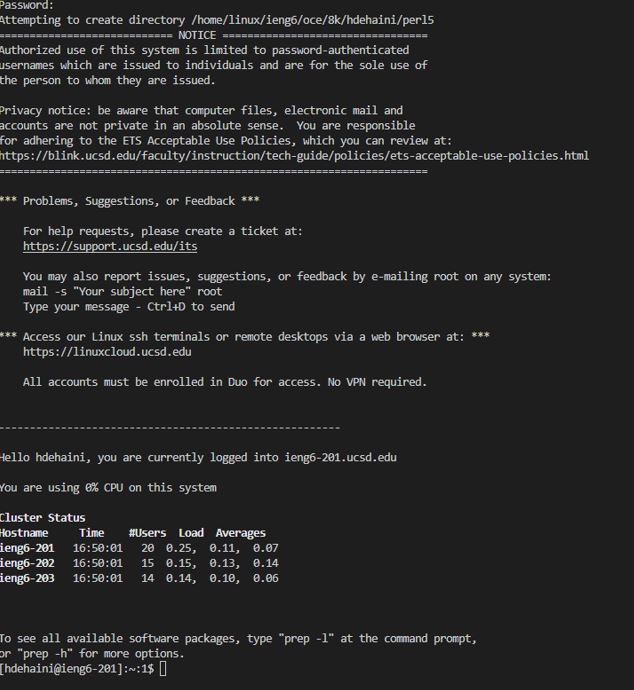 Password:
Attempting to create directory /home/linux/ieng6/oce/8k/hdehaini/perl5
============================ NOTICE =================================
Authorized use of this system is limited to password-authenticated
usernames which are issued to individuals and are for the sole use of
the person to whom they are issued.
Privacy notice: be aware that computer files, electronic mail and
accounts are not private in an absolute sense.  You are responsible
for adhering to the ETS Acceptable Use Policies, which you can review at:
https://blink.ucsd.edu/faculty/instruction/tech-guide/policies/ets-acceptable-use-policies.html
=====================================================================
*** Problems, Suggestions, or Feedback ***
For help requests, please create a ticket at:
https://support.ucsd.edu/its
You may also report issues, suggestions, or feedback by e-mailing root on any system:
mail -s "Your subject here" root
Type your message - Ctrl+D to send
*** Access our Linux ssh terminals or remote desktops via a web browser at: ***
https://linuxcloud.ucsd.edu
All accounts must be enrolled in Duo for access. No VPN required.
-------------------------------------------------------
Hello hdehaini, you are currently logged into ieng6-201.ucsd.edu
You are using 0% CPU on this system
Cluster Status
Hostname     Time    #Users  Load  Averages
ieng6-201   16:50:01   20  0.25,  0.11,  0.07
ieng6-202   16:50:01   15  0.15,  0.13,  0.14
ieng6-203   16:50:01   14  0.14,  0.10,  0.06
To see all available software packages, type "prep -l" at the command prompt,
or "prep -h" for more options.
[hdehaini@ieng6-201]:~:1$